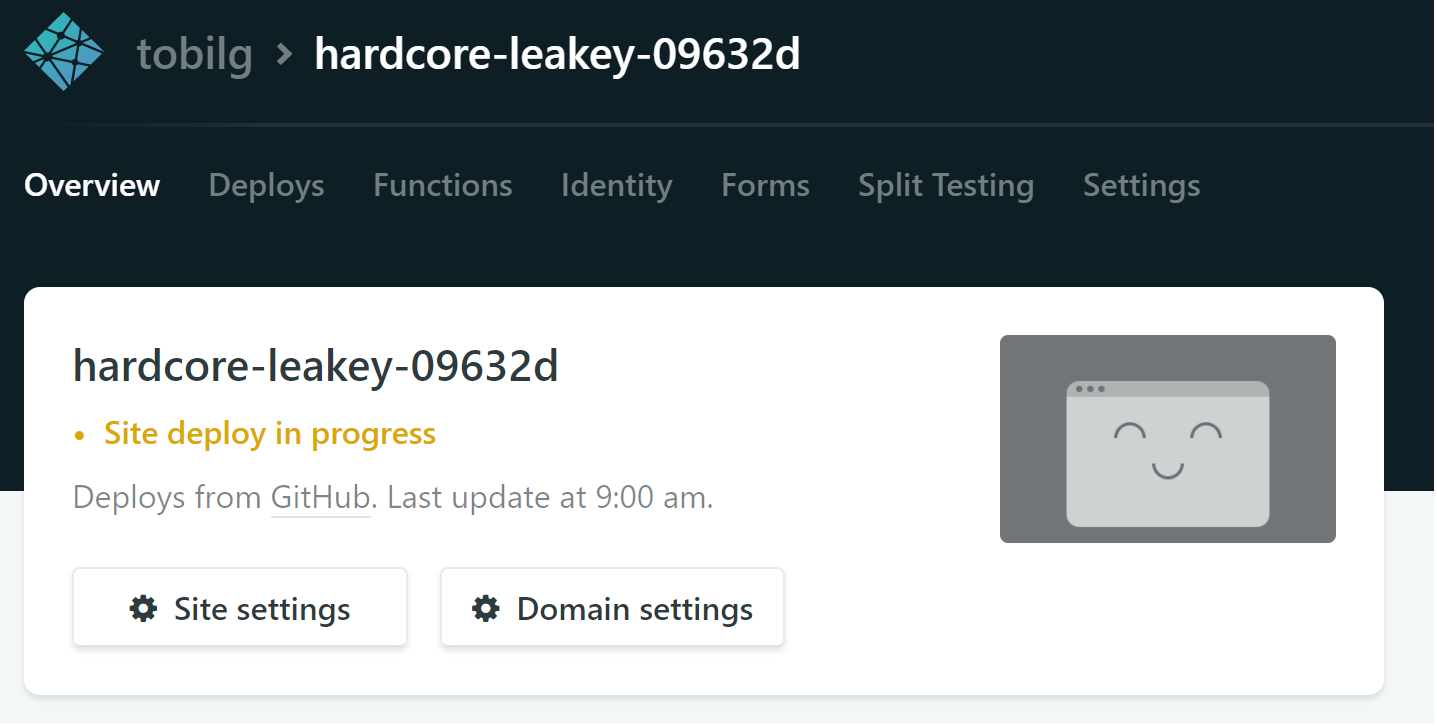 tobilg > hardcore-leakey-09632d
Overview Deploys Functions Identity Forms Split Testing Settings
hardcore-leakey-09632d
• Site deploy in progress
Deploys from GitHub. Last update at 9:00 am.
Site settings Domain settings